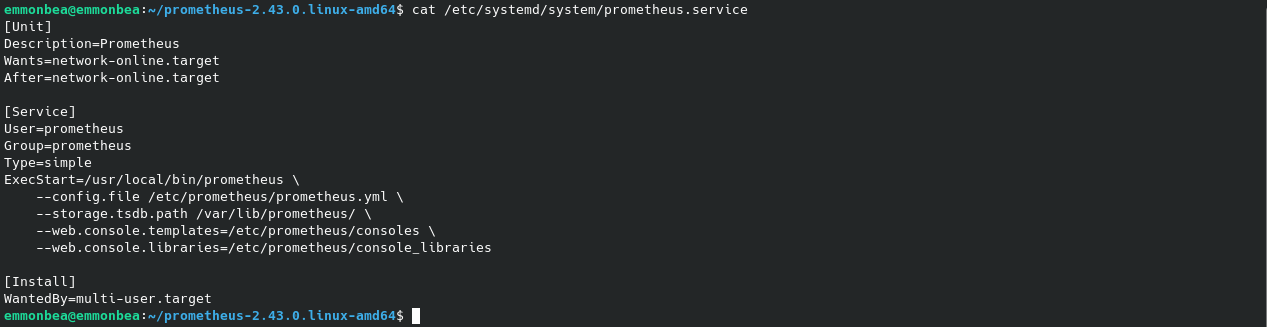 emmonbea@emmonbea:~/prometheus-2.43.0.linux-amd64$ cat /etc/systemd/system/prometheus.service
[Unit]
Description=Prometheus
Wants=network-online.target
After=network-online.target

[Service]
User=prometheus
Group=prometheus
Type=simple
ExecStart=/usr/local/bin/prometheus \
    --config.file /etc/prometheus/prometheus.yml \
    --storage.tsdb.path /var/lib/prometheus/ \
    --web.console.templates=/etc/prometheus/consoles \
    --web.console.libraries=/etc/prometheus/console_libraries

[Install]
WantedBy=multi-user.target
emmonbea@emmonbea:~/prometheus-2.43.0.linux-amd64$